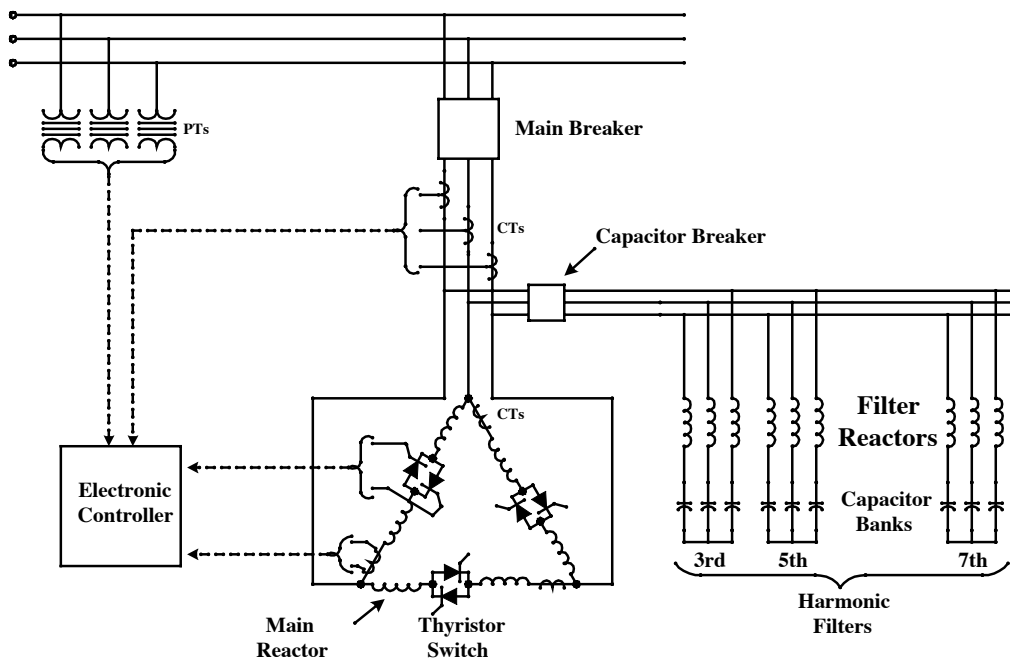 PTs
Main Breaker
CTs
Capacitor Breaker
CTs
Filter
Reactors
Electronic
Controller
Capacitor
Banks
3rd
5th
7th
Harmonic
Filters
Main
Reactor
Thyristor
Switch